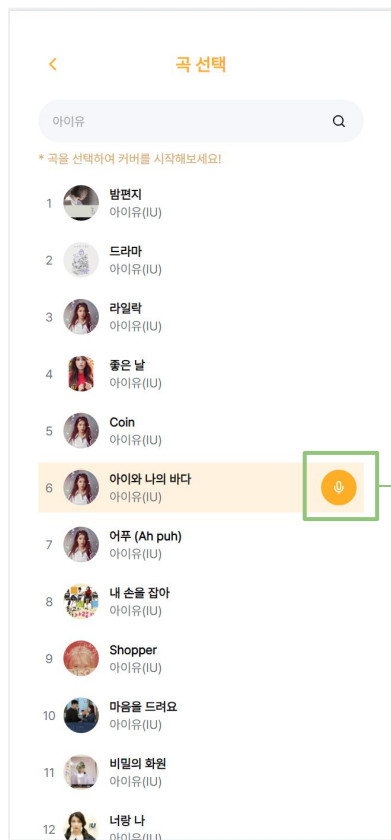 곡 선택
아이유
* 곡을 선택하여 커버를 시작해보세요!
1
밤편지
아이유(IU)
2
드라마
아이유(IU)
3
라일락
아이유(IU)
4
좋은 날
아이유(IU)
5
Coin
아이유(IU)
6
아이와 나의 바다
아이유(IU)
7
어푸 (Ah puh)
아이유(IU)
8
내 손을 잡아
아이유(IU)
9
Shopper
아이유(IU)
10
마음을 드려요
아이유(IU)
11
비밀의 화원
아이유(IU)
12
너랑 나
아이유(IU)